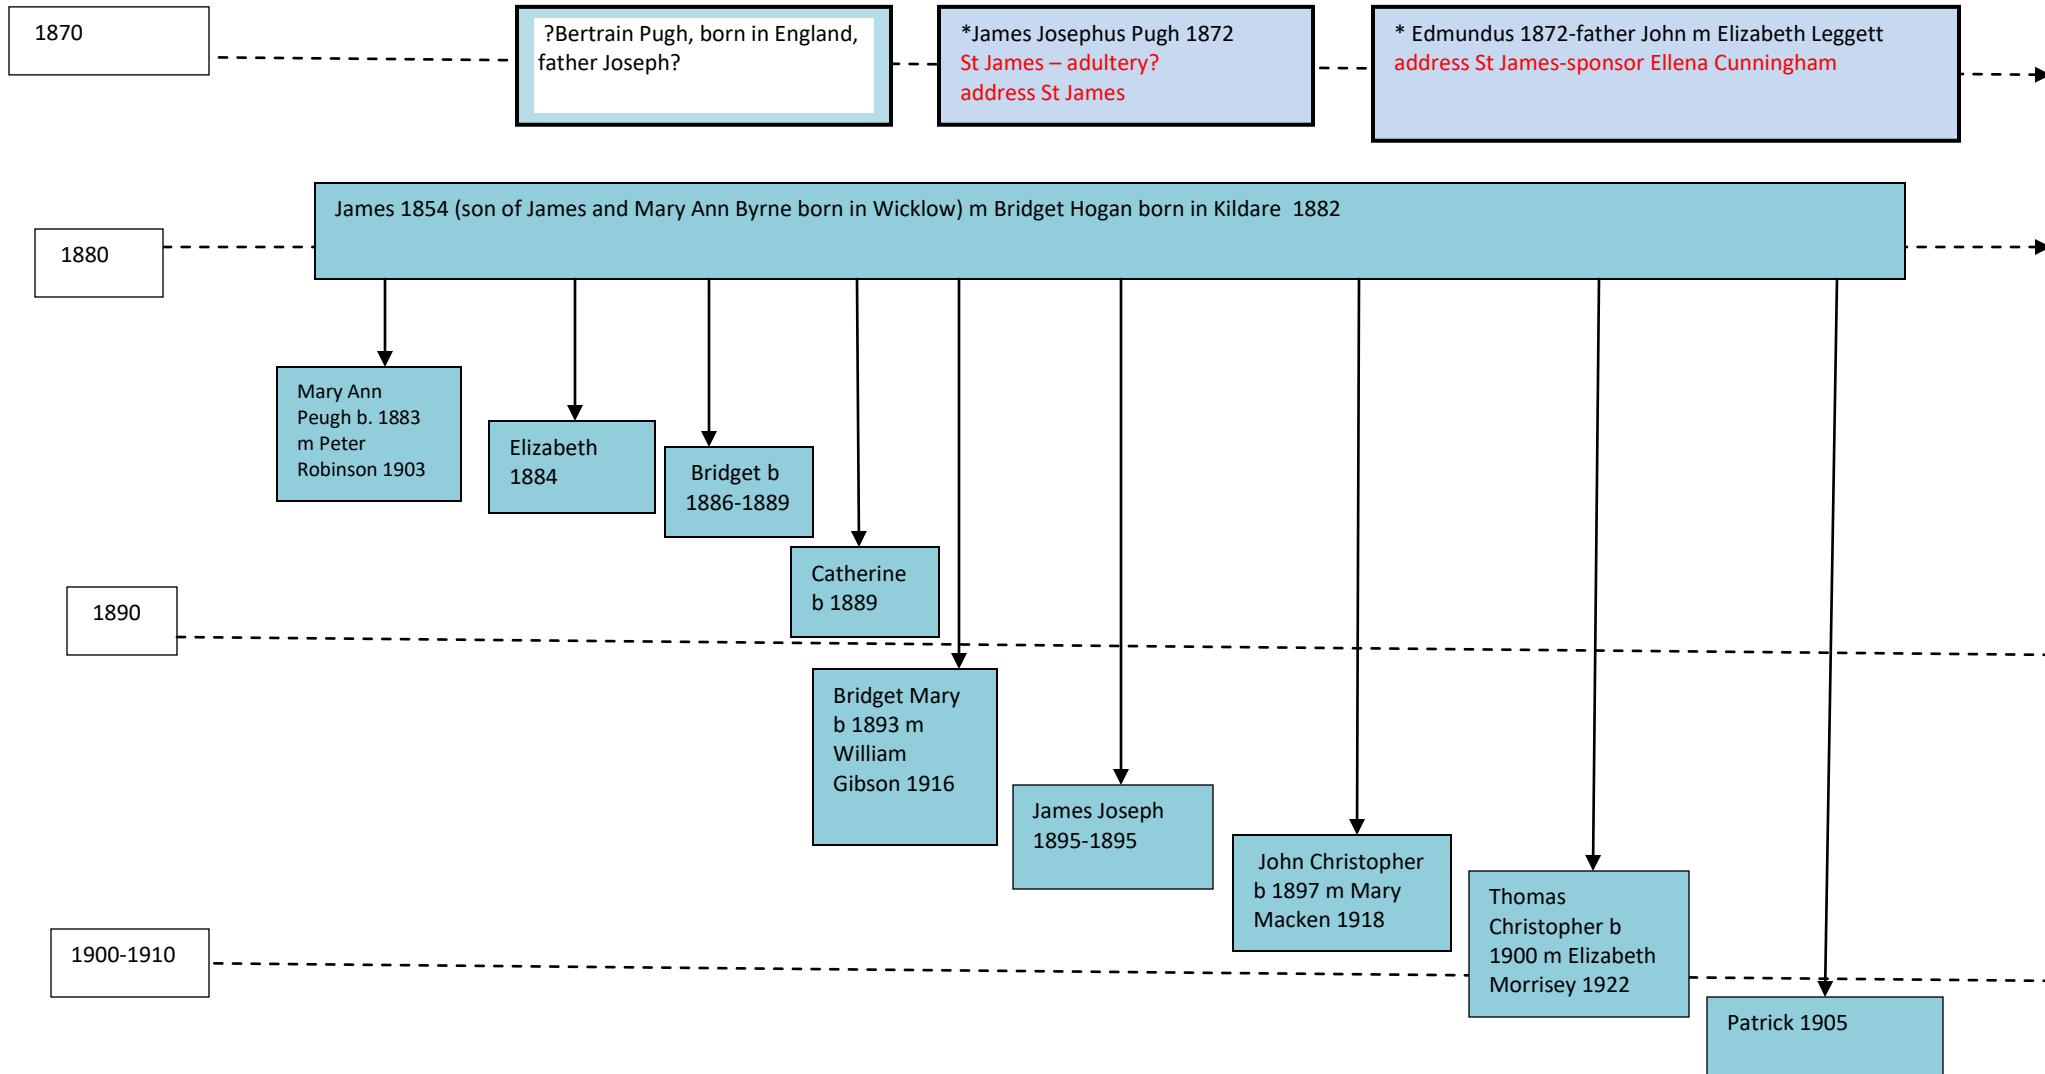 1870
?Bertrain Pugh, born in England,
father Joseph?
*James Josephus Pugh 1872
St James – adultery?
address St James
* Edmundus 1872-father John m Elizabeth Leggett
address St James-sponsor Ellena Cunningham
James 1854 (son of James and Mary Ann Byrne born in Wicklow) m Bridget Hogan born in Kildare  1882
1880
Mary Ann
Peugh b. 1883
m Peter
Robinson 1903
Elizabeth
1884
Bridget b
1886-1889
Catherine
b 1889
1890
Bridget Mary
b 1893 m
William
Gibson 1916
James Joseph
1895-1895
John Christopher
b 1897 m Mary
Macken 1918
Thomas
Christopher b
1900 m Elizabeth
Morrisey 1922
1900-1910
Patrick 1905